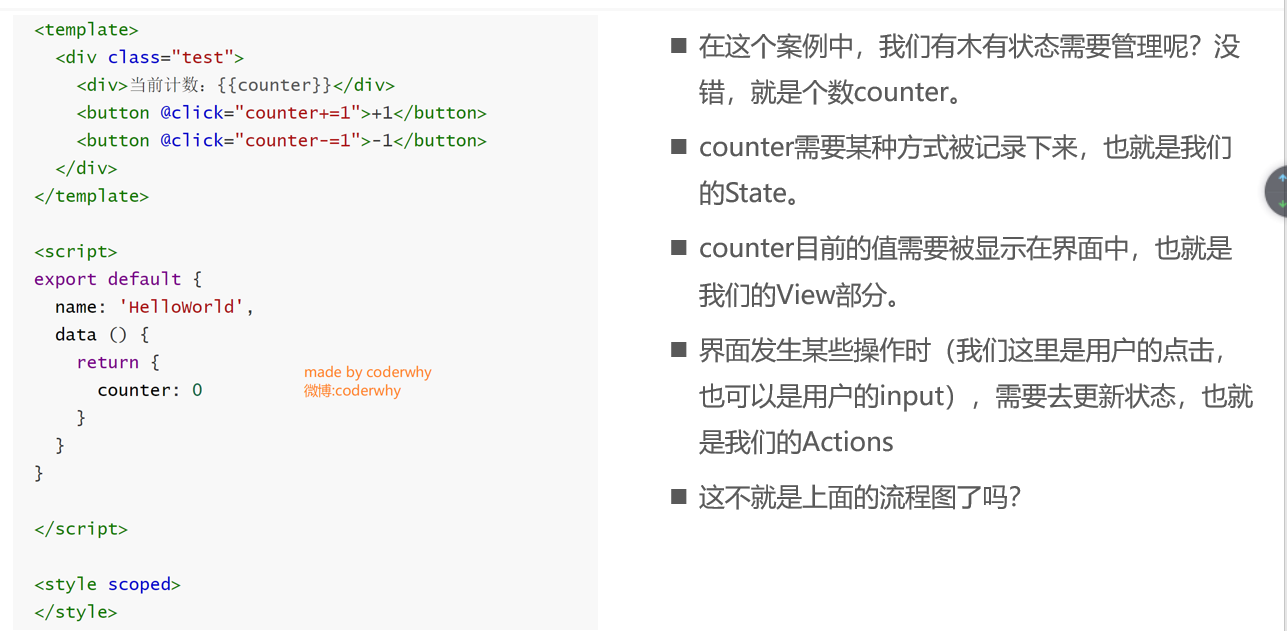 <template>
<div class="test">
<div>当前计数：{{counter}}</div>
<button @click="counter+=1">+1</button>
<button @click="counter-=1">-1</button>
</div>
</template>
<script>
export default {
name: 'HelloWorld',
data () {
return {
counter: 0
}
}
}
</script>
<style scoped>
</style>
made by coderwhy
微博:coderwhy
■ 在这个案例中，我们有木有状态需要管理呢？没
错，就是个数counter。
■ counter需要某种方式被记录下来，也就是我们
的State。
■ counter目前的值需要被显示在界面中，也就是
我们的View部分。
■ 界面发生某些操作时（我们这里是用户的点击，
也可以是用户的input），需要去更新状态，也就
是我们的Actions
■ 这不就是上面的流程图了吗？